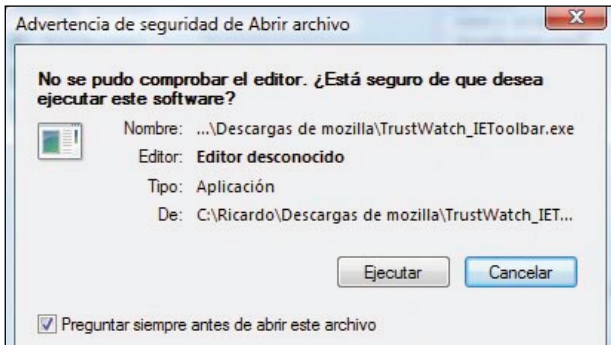 Advertencia de seguridad de Abrir archivo
No se pudo comprobar el editor. ¿Está seguro de que desea
ejecutar este software?
Nombre: ...\Descargas de mozilla\TrustWatch_IEToolbar.exe
Editor: Editor desconocido
Tipo: Aplicación
De: C:\Ricardo\Descargas de mozilla\TrustWatch_IET...
Ejecutar Cancelar
Preguntar siempre antes de abrir este archivo